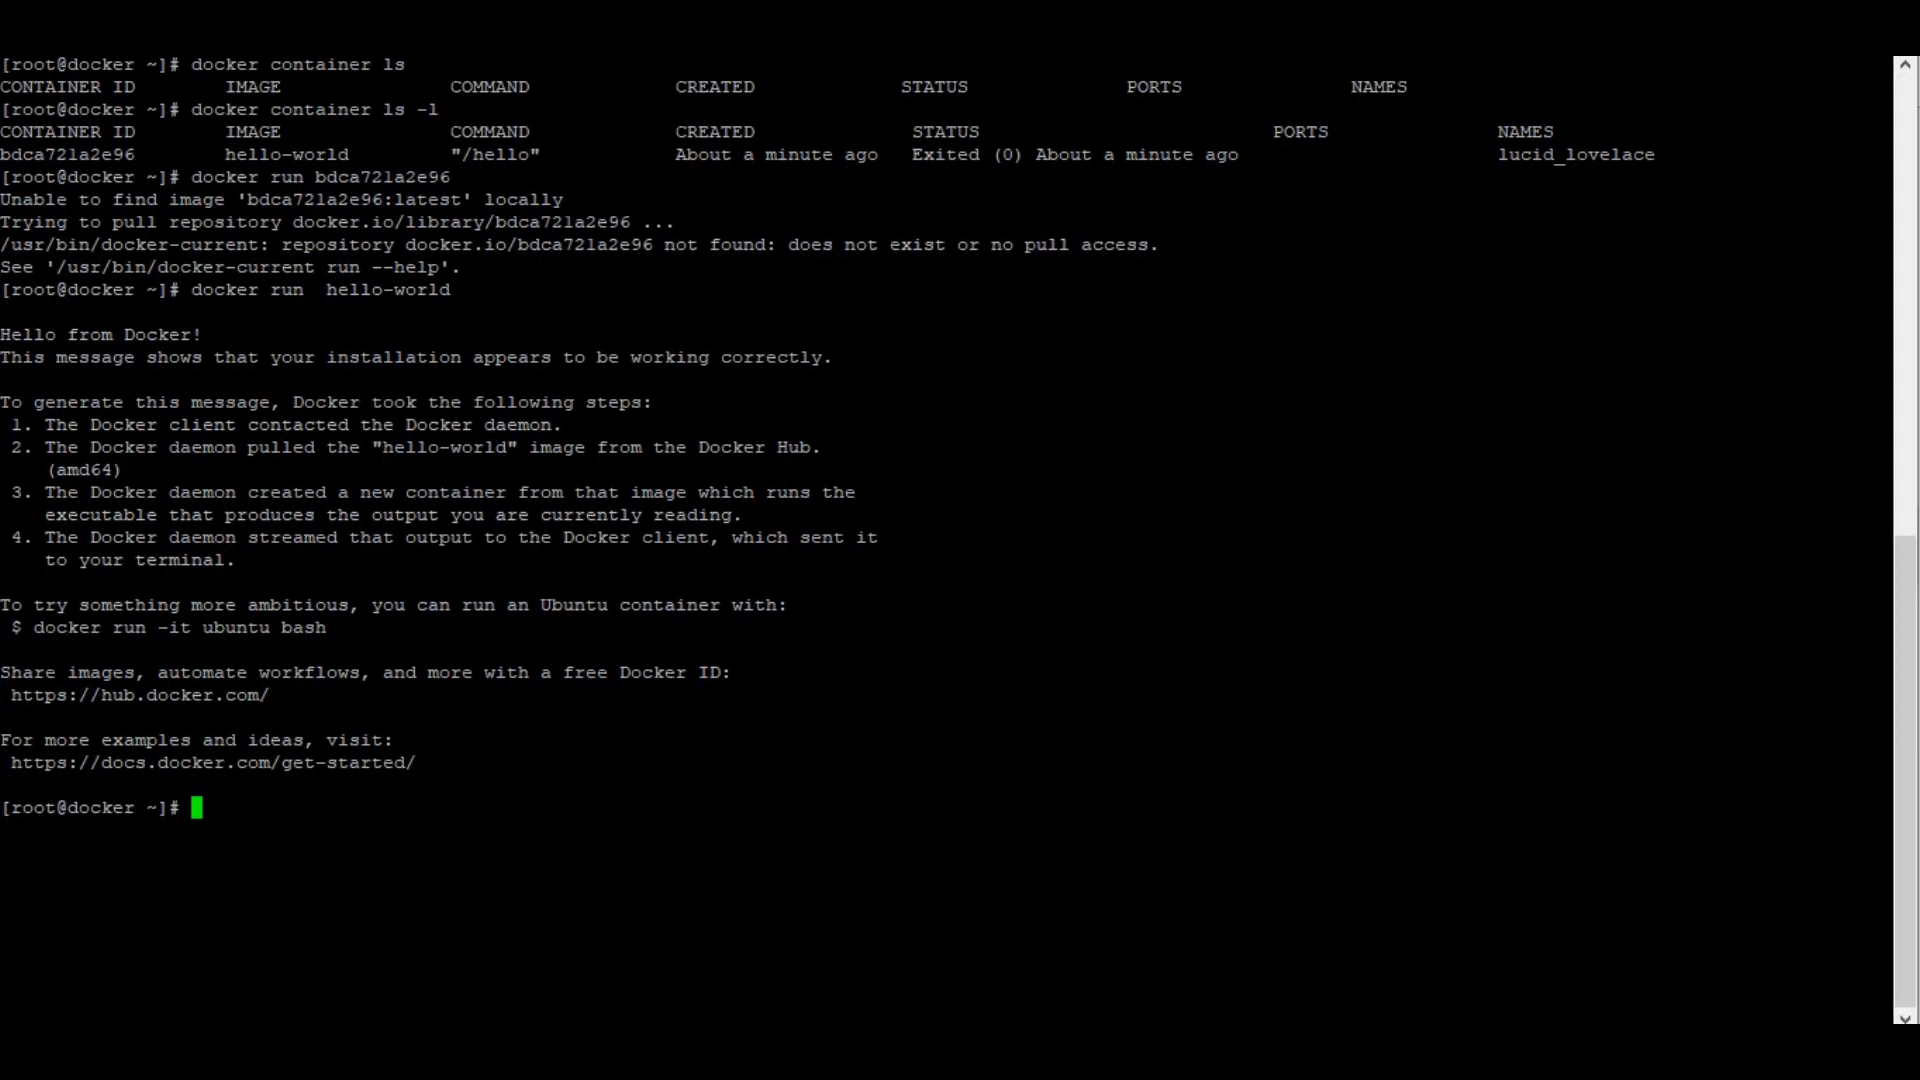 [root@docker ~]# docker container ls
CONTAINER ID        IMAGE               COMMAND             CREATED             STATUS              PORTS               NAMES
[root@docker ~]# docker container ls -l
CONTAINER ID        IMAGE               COMMAND             CREATED              STATUS                          PORTS               NAMES
bdca721a2e96        hello-world         "/hello"            About a minute ago   Exited (0) About a minute ago                       lucid_lovelace
[root@docker ~]# docker run bdca721a2e96
Unable to find image 'bdca721a2e96:latest' locally
Trying to pull repository docker.io/library/bdca721a2e96 ...
/usr/bin/docker-current: repository docker.io/bdca721a2e96 not found: does not exist or no pull access.
See '/usr/bin/docker-current run --help'.
[root@docker ~]# docker run  hello-world
Hello from Docker!
This message shows that your installation appears to be working correctly.
To generate this message, Docker took the following steps:
 1. The Docker client contacted the Docker daemon.
 2. The Docker daemon pulled the "hello-world" image from the Docker Hub.
    (amd64)
 3. The Docker daemon created a new container from that image which runs the
    executable that produces the output you are currently reading.
 4. The Docker daemon streamed that output to the Docker client, which sent it
    to your terminal.
To try something more ambitious, you can run an Ubuntu container with:
 $ docker run -it ubuntu bash
Share images, automate workflows, and more with a free Docker ID:
 https://hub.docker.com/
For more examples and ideas, visit:
 https://docs.docker.com/get-started/
[root@docker ~]#